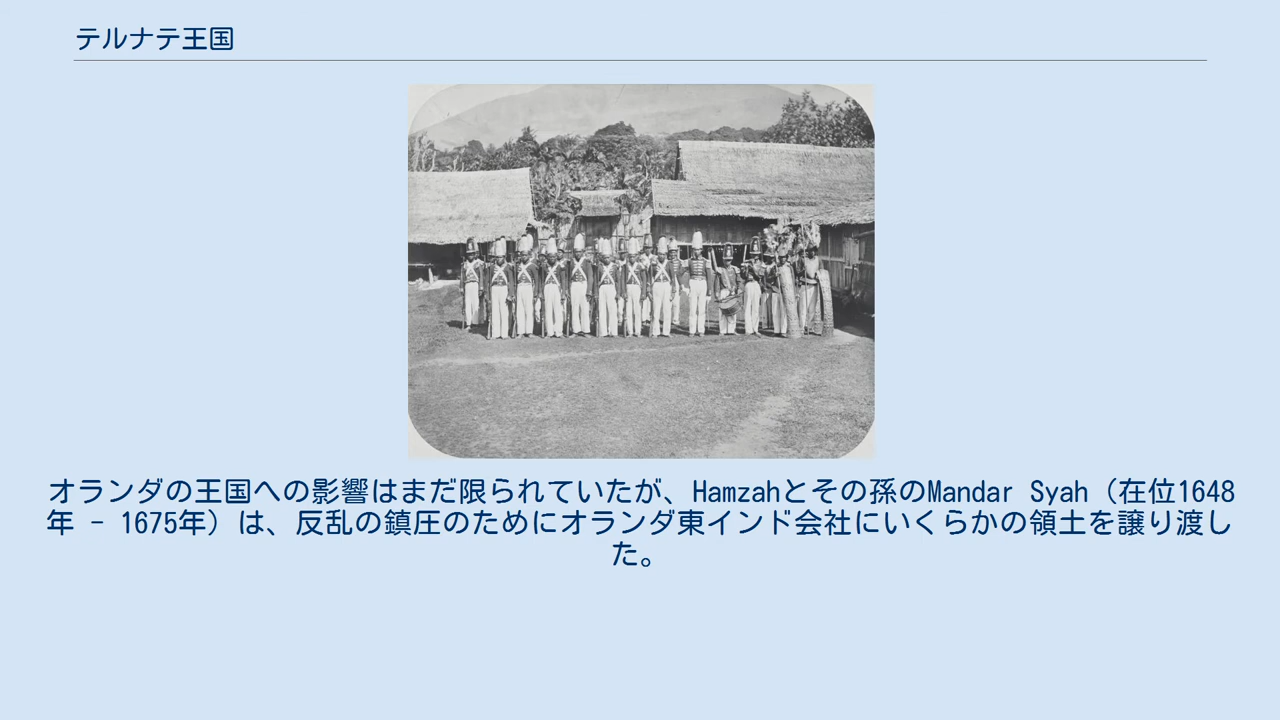 テルナテ王国
オランダの王国への影響はまだ限られていたが、Hamzahとその孫のMandar Syah（在位1648
年 - 1675年）は、反乱の鎮圧のためにオランダ東インド会社にいくらかの領土を譲り渡し
た。